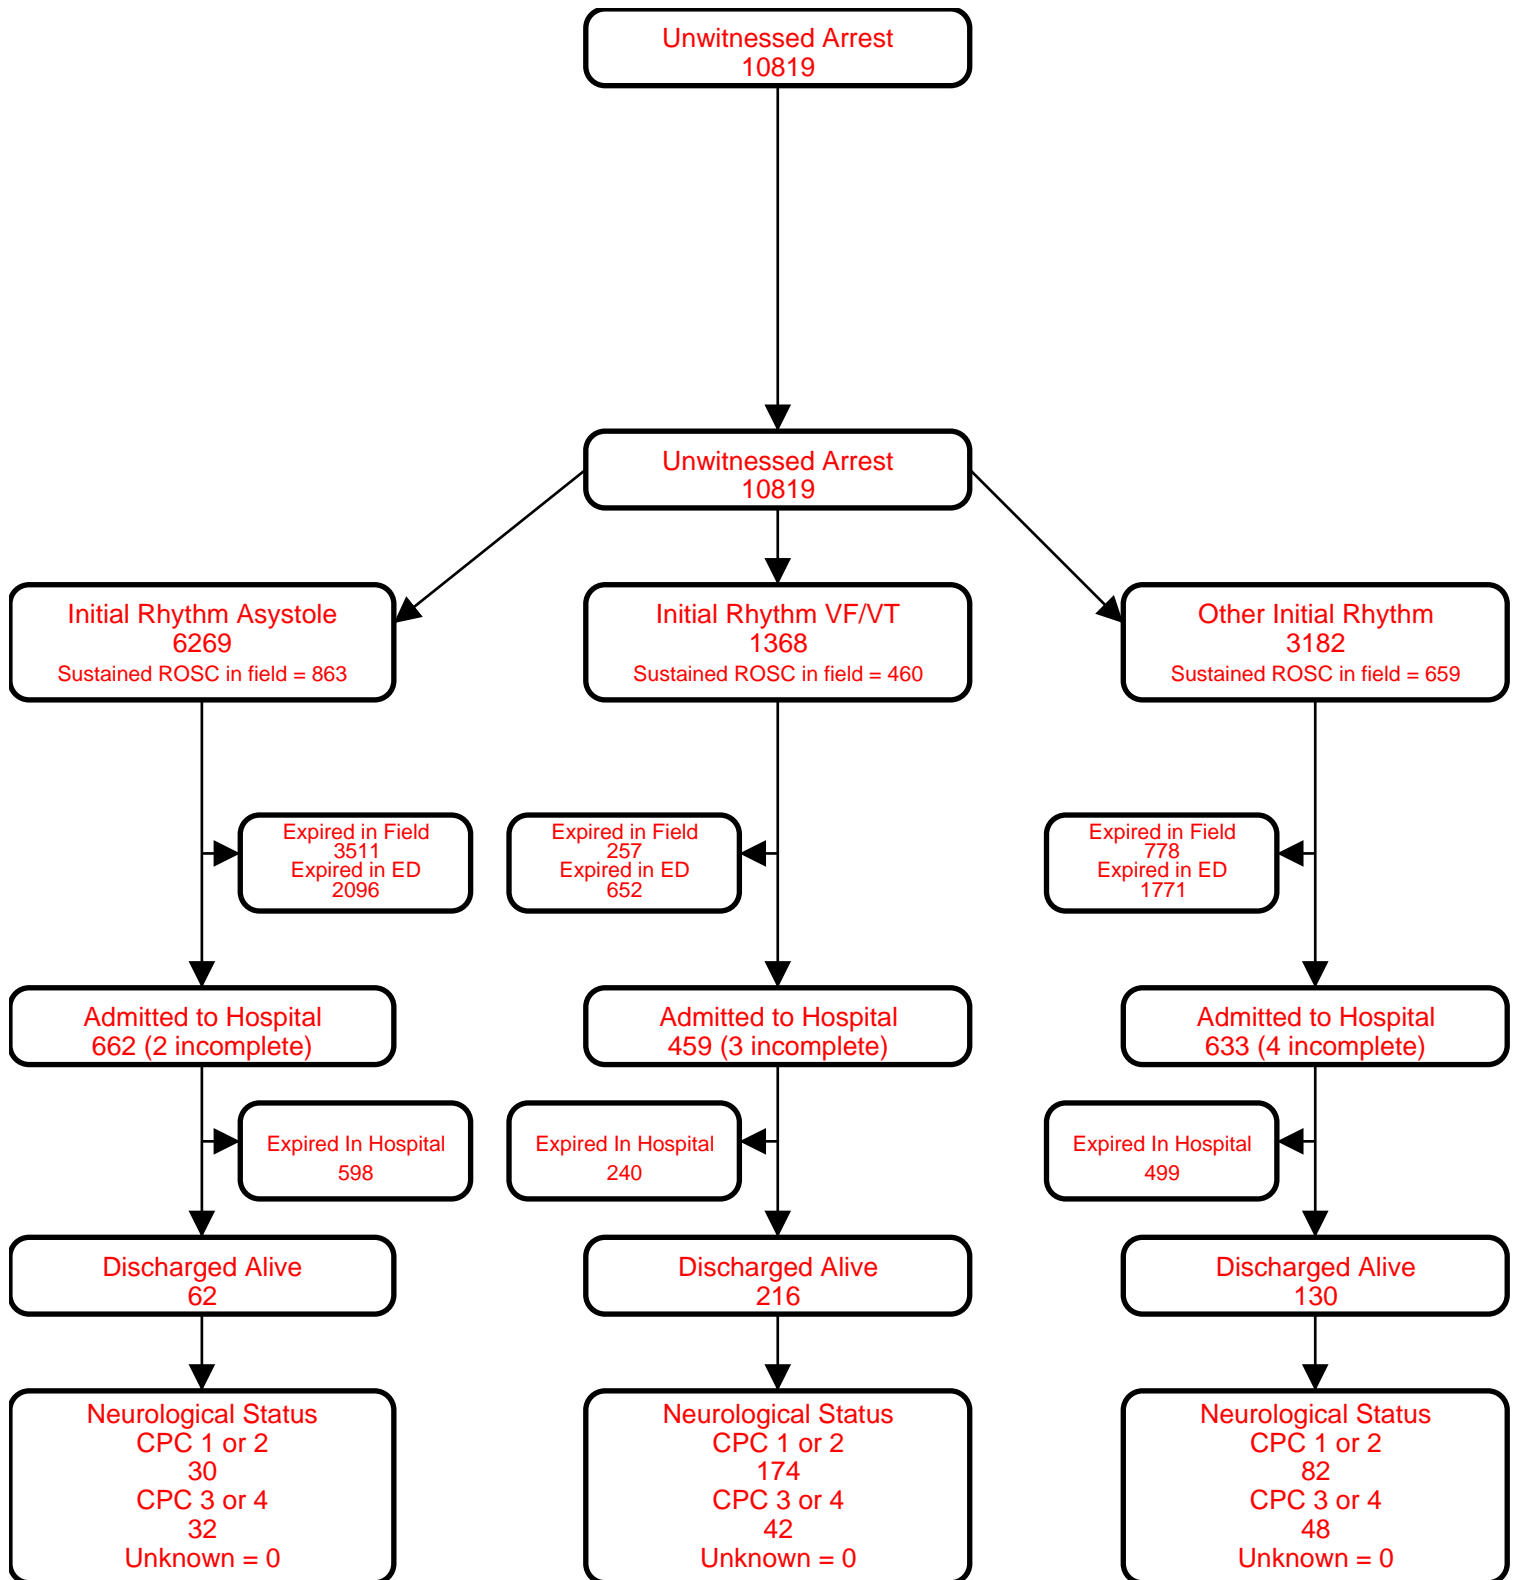 Unwitnessed Arrest
10819
Unwitnessed Arrest
10819
Initial Rhythm Asystole
6269
Sustained ROSC in field = 863
Initial Rhythm VF/VT
1368
Sustained ROSC in field = 460
Other Initial Rhythm
3182
Sustained ROSC in field = 659
Expired in Field
3511
Expired in ED
2096
Expired in Field
257
Expired in ED
652
Expired in Field
778
Expired in ED
1771
Admitted to Hospital
662 (2 incomplete)
Admitted to Hospital
459 (3 incomplete)
Admitted to Hospital
633 (4 incomplete)
Expired In Hospital
598
Expired In Hospital
240
Expired In Hospital
499
Discharged Alive
62
Discharged Alive
216
Discharged Alive
130
Neurological Status
CPC 1 or 2
30
CPC 3 or 4
32
Unknown = 0
Neurological Status
CPC 1 or 2
174
CPC 3 or 4
42
Unknown = 0
Neurological Status
CPC 1 or 2
82
CPC 3 or 4
48
Unknown = 0